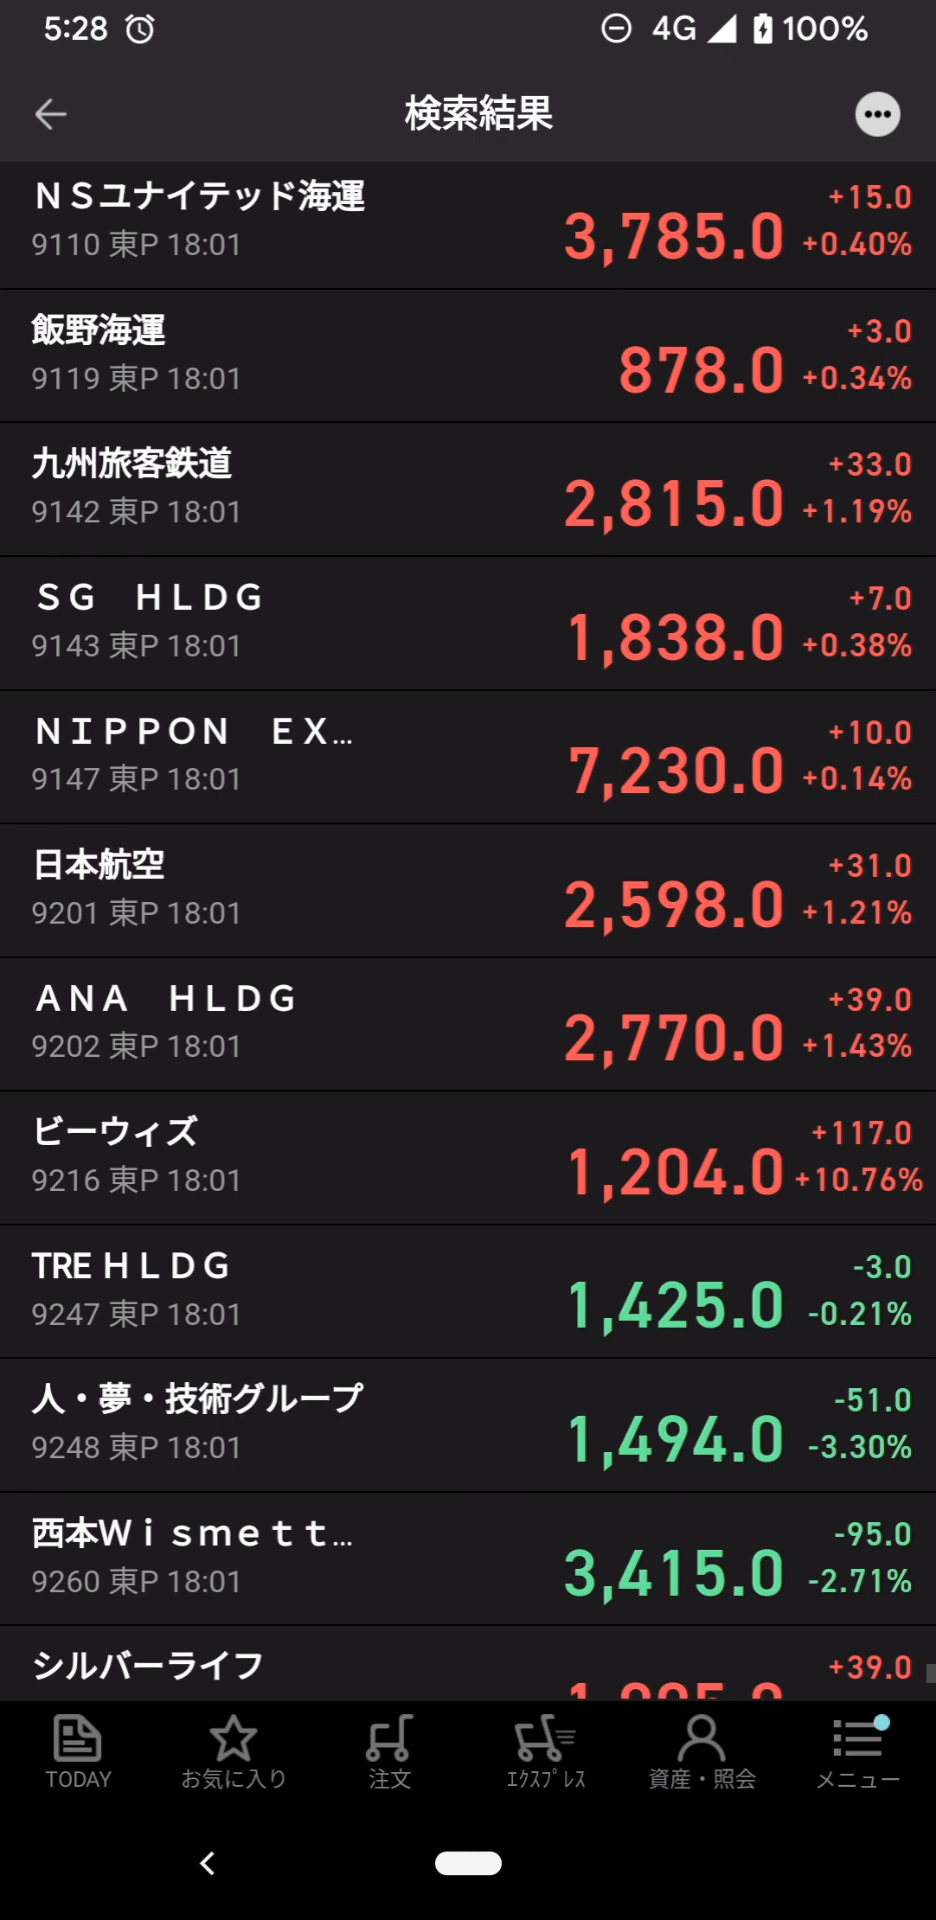 5:28 4G 100%
検索結果
ＮＳユナイテッド海運 +15.0
9110 東P 18:01 3,785.0 +0.40%
飯野海運 +3.0
9119 東P 18:01 878.0 +0.34%
九州旅客鉄道 +33.0
9142 東P 18:01 2,815.0 +1.19%
ＳＧ　ＨＬＤＧ +7.0
9143 東P 18:01 1,838.0 +0.38%
ＮＩＰＰＯＮ　ＥＸ... +10.0
9147 東P 18:01 7,230.0 +0.14%
日本航空 +31.0
9201 東P 18:01 2,598.0 +1.21%
ＡＮＡ　ＨＬＤＧ +39.0
9202 東P 18:01 2,770.0 +1.43%
ビーウィズ +117.0
9216 東P 18:01 1,204.0 +10.76%
TREＨＬＤＧ -3.0
9247 東P 18:01 1,425.0 -0.21%
人・夢・技術グループ -51.0
9248 東P 18:01 1,494.0 -3.30%
西本Ｗｉｓｍｅｔｔ... -95.0
9260 東P 18:01 3,415.0 -2.71%
シルバーライフ +39.0
TODAY お気に入り 注文 ｴｸｽﾌﾟﾚｽ 資産・照会 メニュー